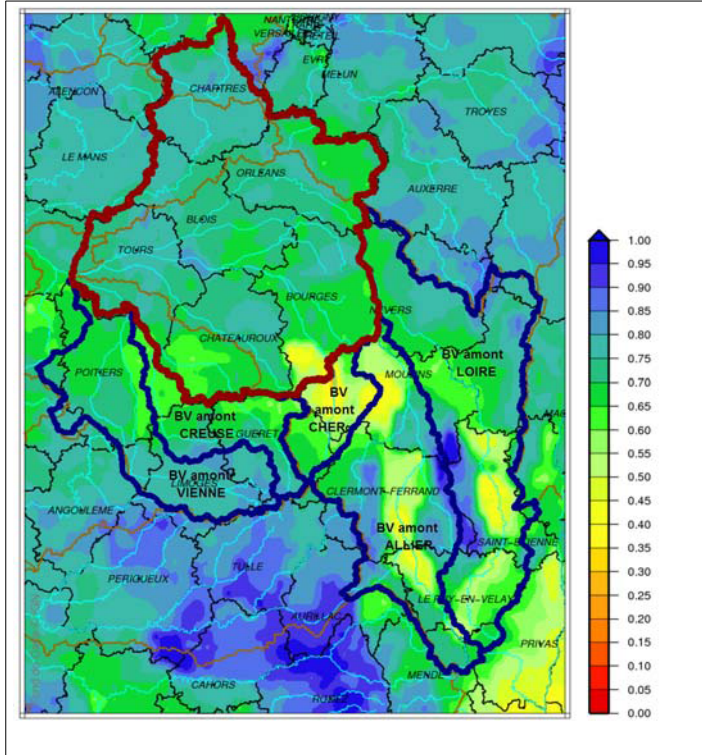 NANTERRE
VERSAILLES
CRETEIL
EVRY
MELUN
CHARTRES
ALENCON
TROYES
LE MANS
ORLEANS
AUXERRE
BLOIS
TOURS
BOURGES
NEVERS
CHATEAUROUX
BV amont
LOIRE
POITIERS
MOULINS
BV
amont
CHER
BV amont
CREUSE
GUERET
BV amont
VIENNE
LIMOGES
CLERMONT-FERRAND
ANGOULEME
BV amont
ALLIER
SAINT-ETIENNE
PERIGUEUX
TULLE
LE PUY-EN-VELAY
AURILLAC
PRIVAS
MENDE
CAHORS
RODEZ
1.00
0.95
0.90
0.85
0.80
0.75
0.70
0.65
0.60
0.55
0.50
0.45
0.40
0.35
0.30
0.25
0.20
0.15
0.10
0.05
0.00